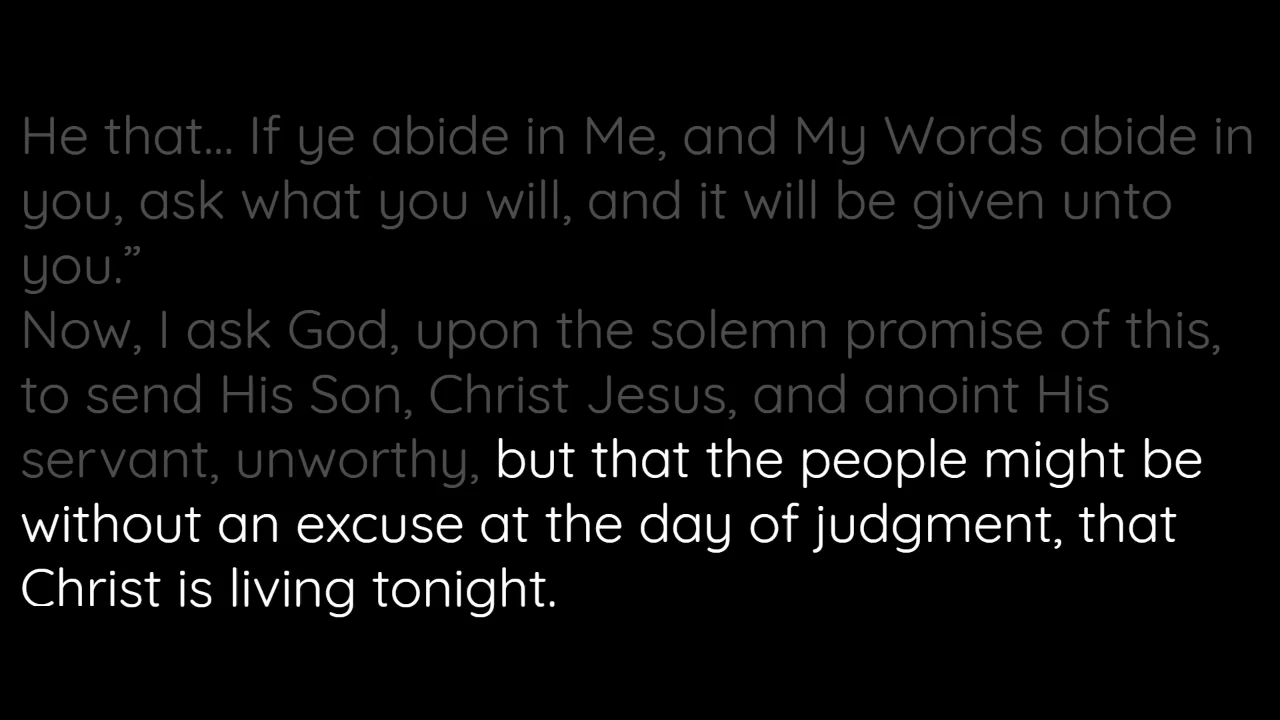 He that... If ye abide in Me, and My Words abide in
you, ask what you will, and it will be given unto
you.”
Now, I ask God, upon the solemn promise of this,
to send His Son, Christ Jesus, and anoint His
servant, unworthy, but that the people might be
without an excuse at the day of judgment, that
Christ is living tonight.